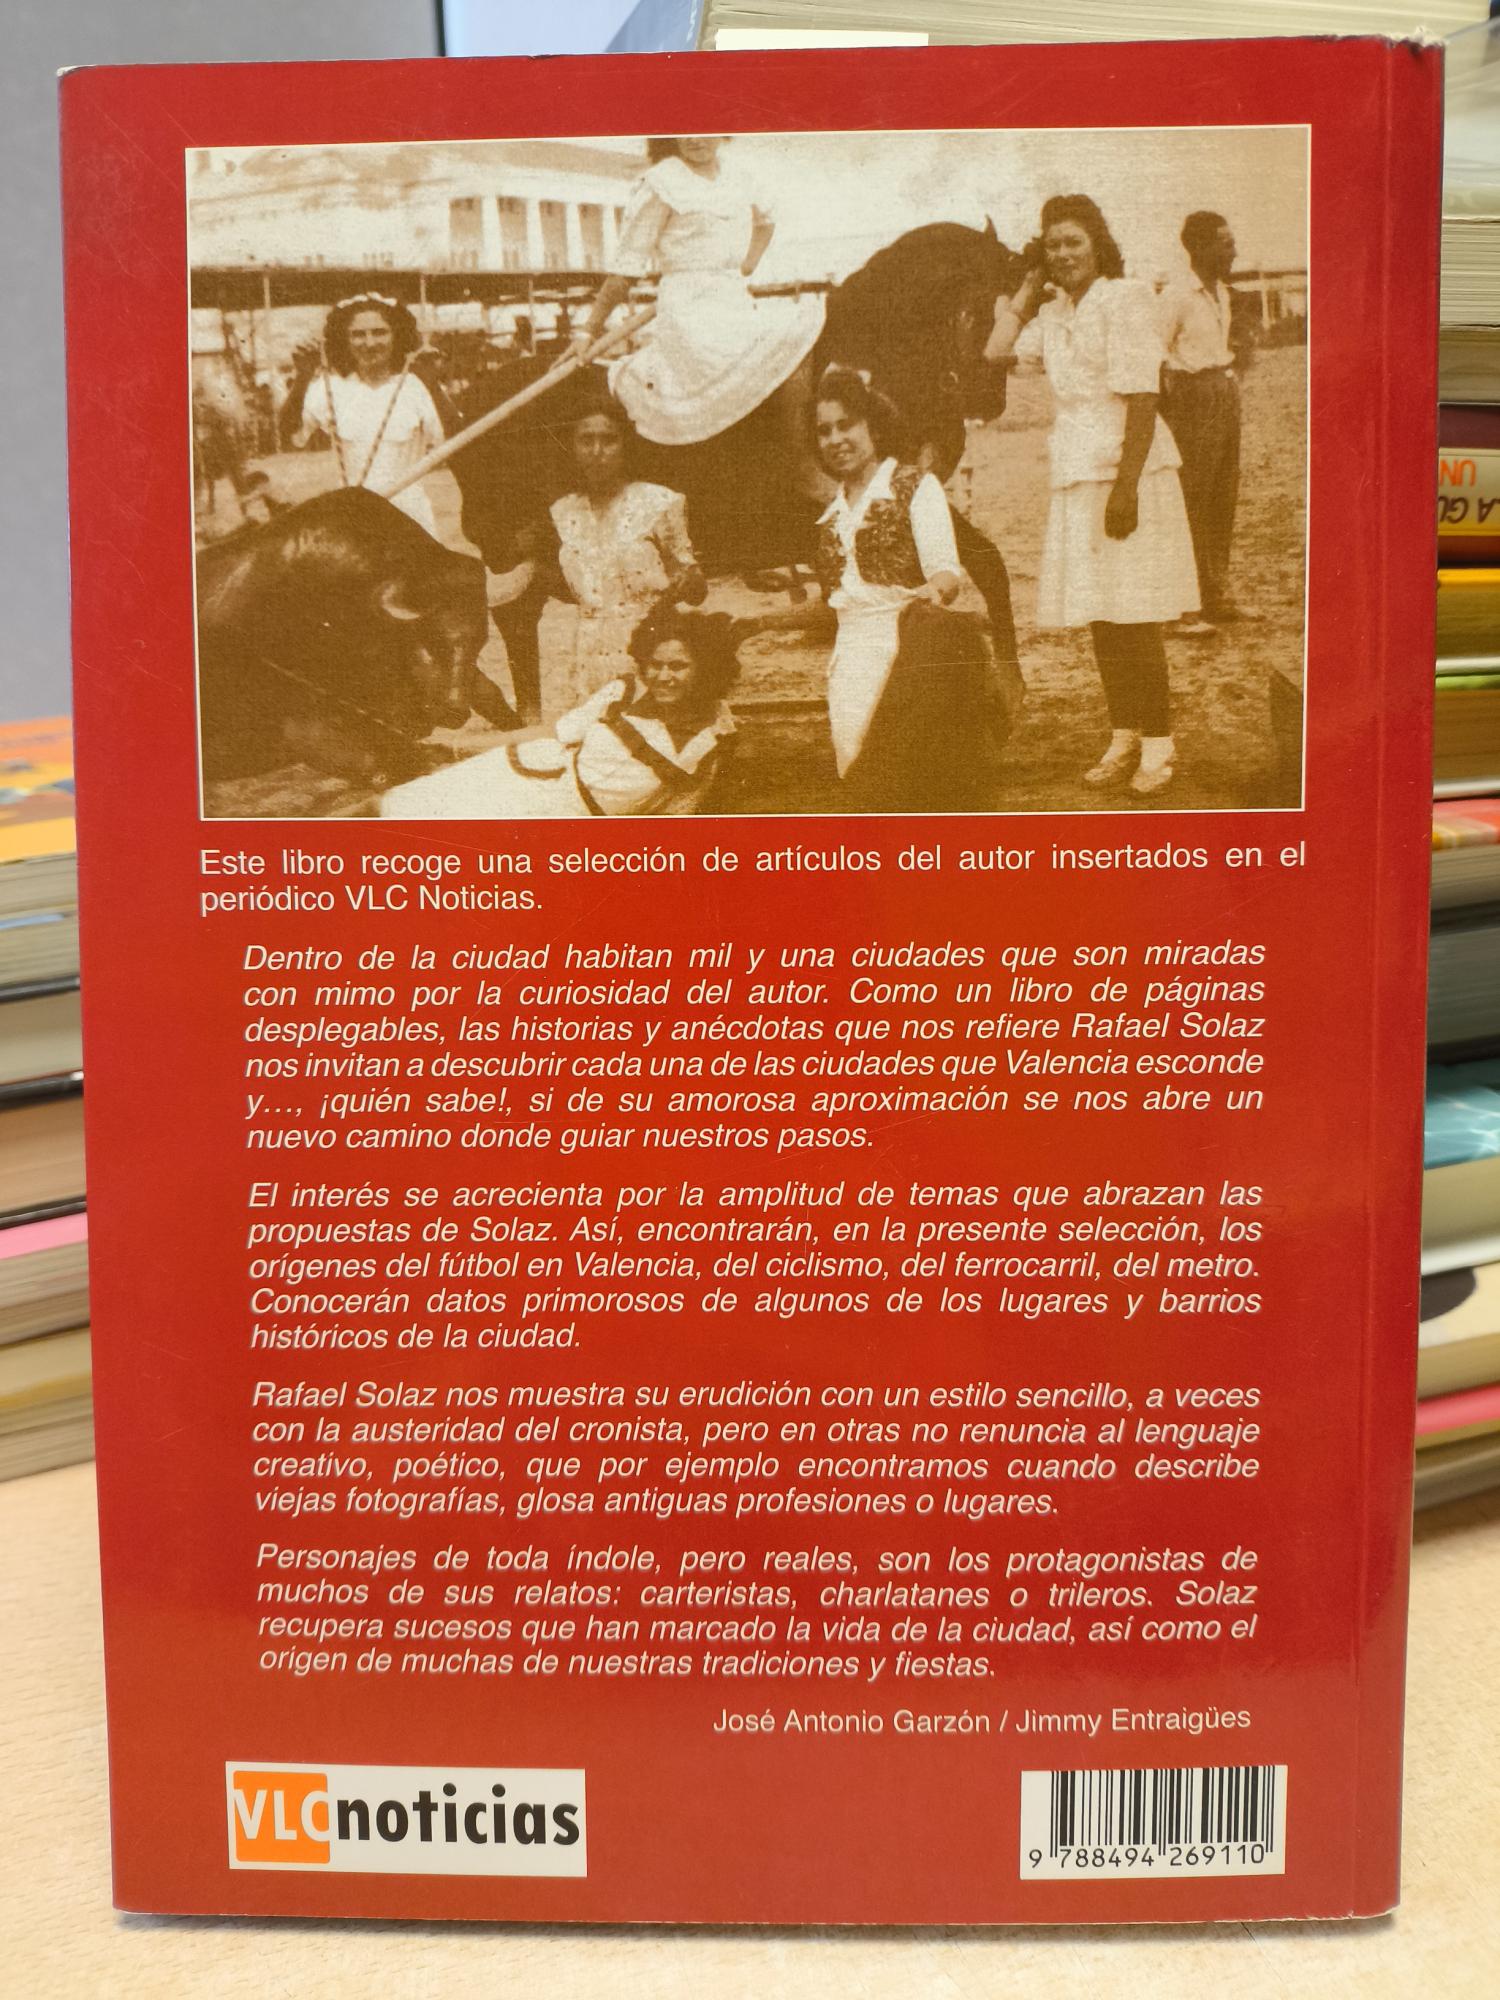 Este libro recoge una selección de artículos del autor insertados en el
periódico VLC Noticias.
Dentro de la ciudad habitan mil y una ciudades que son miradas
con mimo por la curiosidad del autor. Como un libro de páginas
desplegables, las historias y anécdotas que nos refiere Rafael Solaz
nos invitan a descubrir cada una de las ciudades que Valencia esconde
y..., ¡quién sabe!, si de su amorosa aproximación se nos abre un
nuevo camino donde guiar nuestros pasos.
El interés se acrecienta por la amplitud de temas que abrazan las
propuestas de Solaz. Así, encontrarán, en la presente selección, los
orígenes del fútbol en Valencia, del ciclismo, del ferrocarril, del metro.
Conocerán datos primorosos de algunos de los lugares y barrios
históricos de la ciudad.
Rafael Solaz nos muestra su erudición con un estilo sencillo, a veces
con la austeridad del cronista, pero en otras no renuncia al lenguaje
creativo, poético, que por ejemplo encontramos cuando describe
viejas fotografías, glosa antiguas profesiones o lugares.
Personajes de toda índole, pero reales, son los protagonistas de
muchos de sus relatos: carteristas, charlatanes o trileros. Solaz
recupera sucesos que han marcado la vida de la ciudad, así como el
origen de muchas de nuestras tradiciones y fiestas.
José Antonio Garzón / Jimmy Entraigües
VLCnoticias
9 788494 269110
UN